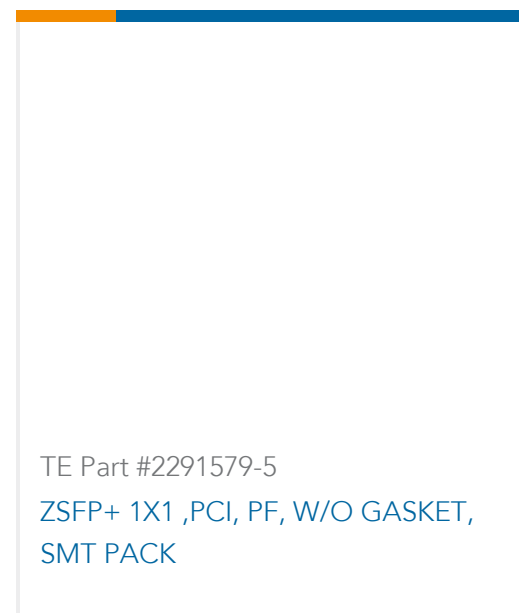 TE Part #2291579-5
ZSFP+ 1X1 ,PCI, PF, W/O GASKET,
SMT PACK